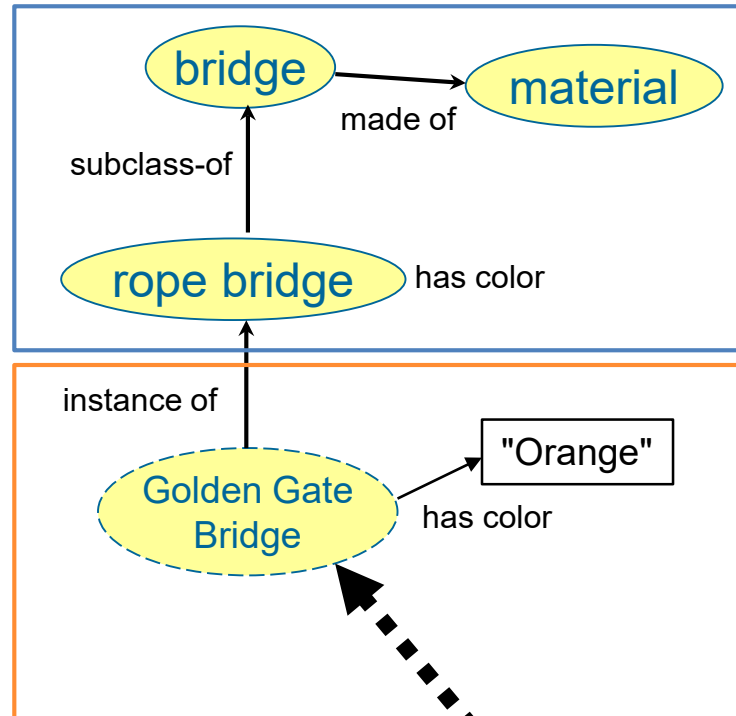 bridge
material
made of
subclass-of
rope bridge
has color
instance of
"Orange"
Golden Gate
Bridge
has color